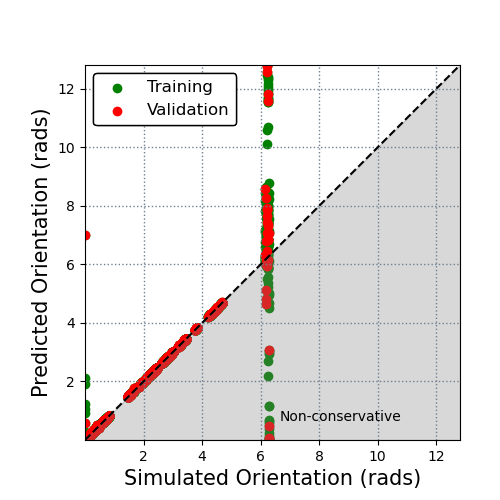 Training
Validation
12
10
8
6
4
2
Predicted Orientation (rads)
Non-conservative
2 4 6 8 10 12
Simulated Orientation (rads)